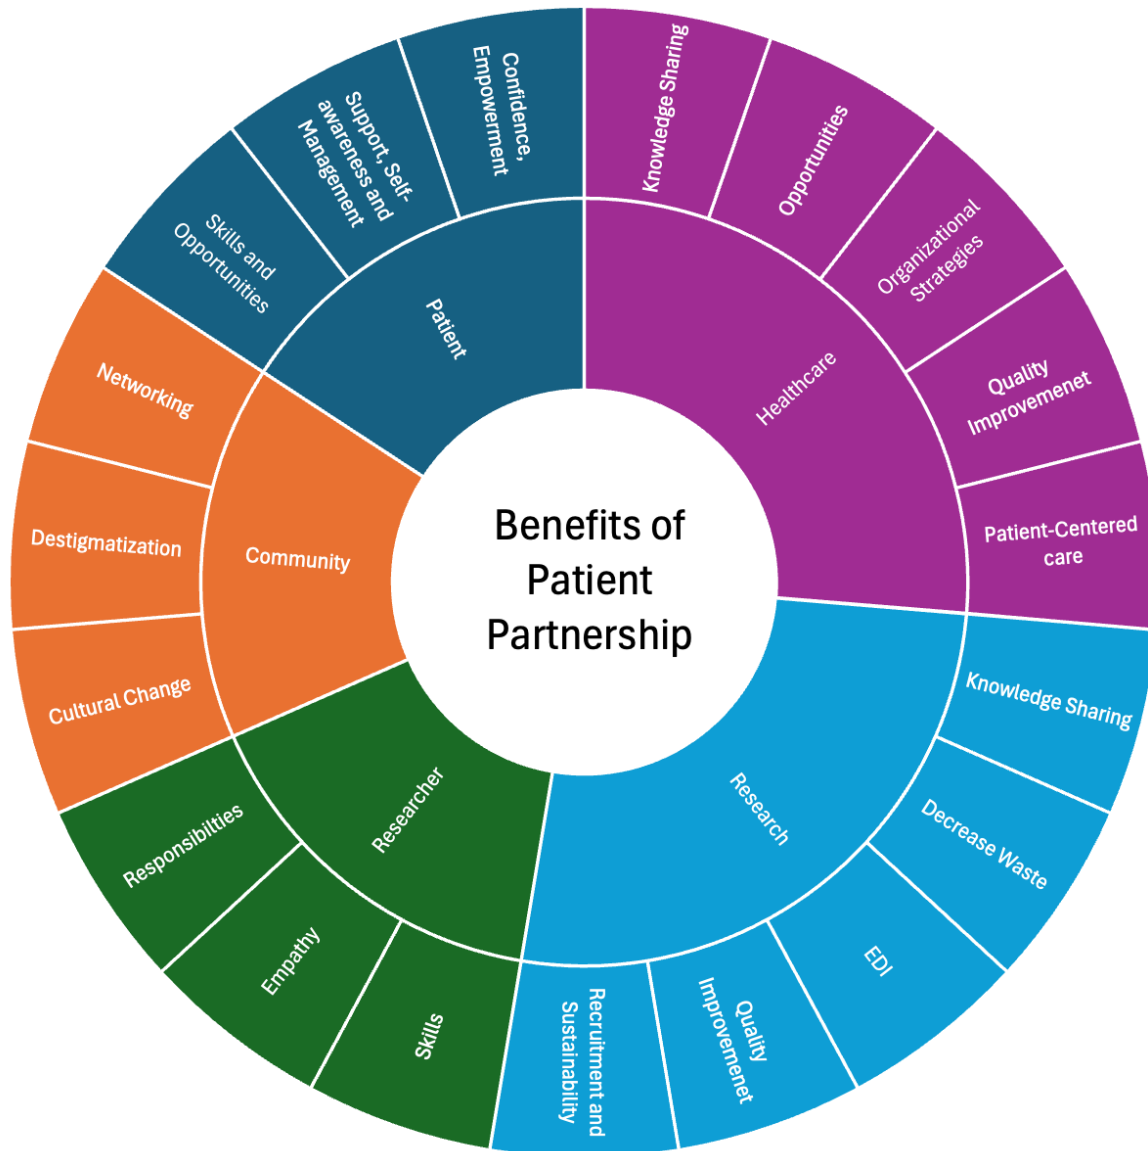 Benefits of
Patient
Partnership
Healthcare
Knowledge Sharing
Opportunities
Organizational
Strategies
Quality
Improvemenet
Patient-Centered
care
Research
Knowledge Sharing
Decrease Waste
EDI
Quality
Improvemenet
Recruitment and
Sustainability
Researcher
Skills
Empathy
Responsibilties
Community
Cultural Change
Destigmatization
Networking
Patient
Skills and
Opportunities
Support, Self-
awareness and
Management
Confidence,
Empowerment